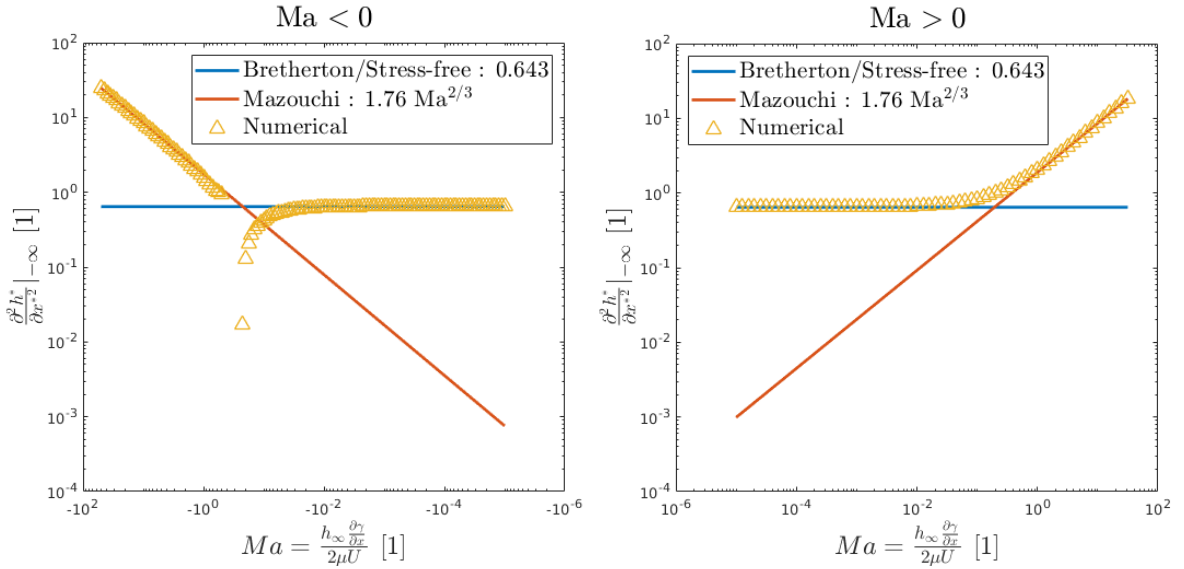 Ma < 0
10^2
10^1
10^0
10^-1
10^-2
10^-3
10^-4
-10^2
-10^0
-10^-2
-10^-4
-10^-6
∂²h*/∂x*²|−∞ [1]
Ma = h∞ ∂γ/∂x / 2μU [1]
Bretherton/Stress-free : 0.643
Mazouchi : 1.76 Ma^2/3
Numerical
Ma > 0
10^2
10^1
10^0
10^-1
10^-2
10^-3
10^-4
10^-6
10^-4
10^-2
10^0
10^2
∂²h*/∂x*²|−∞ [1]
Ma = h∞ ∂γ/∂x / 2μU [1]
Bretherton/Stress-free : 0.643
Mazouchi : 1.76 Ma^2/3
Numerical